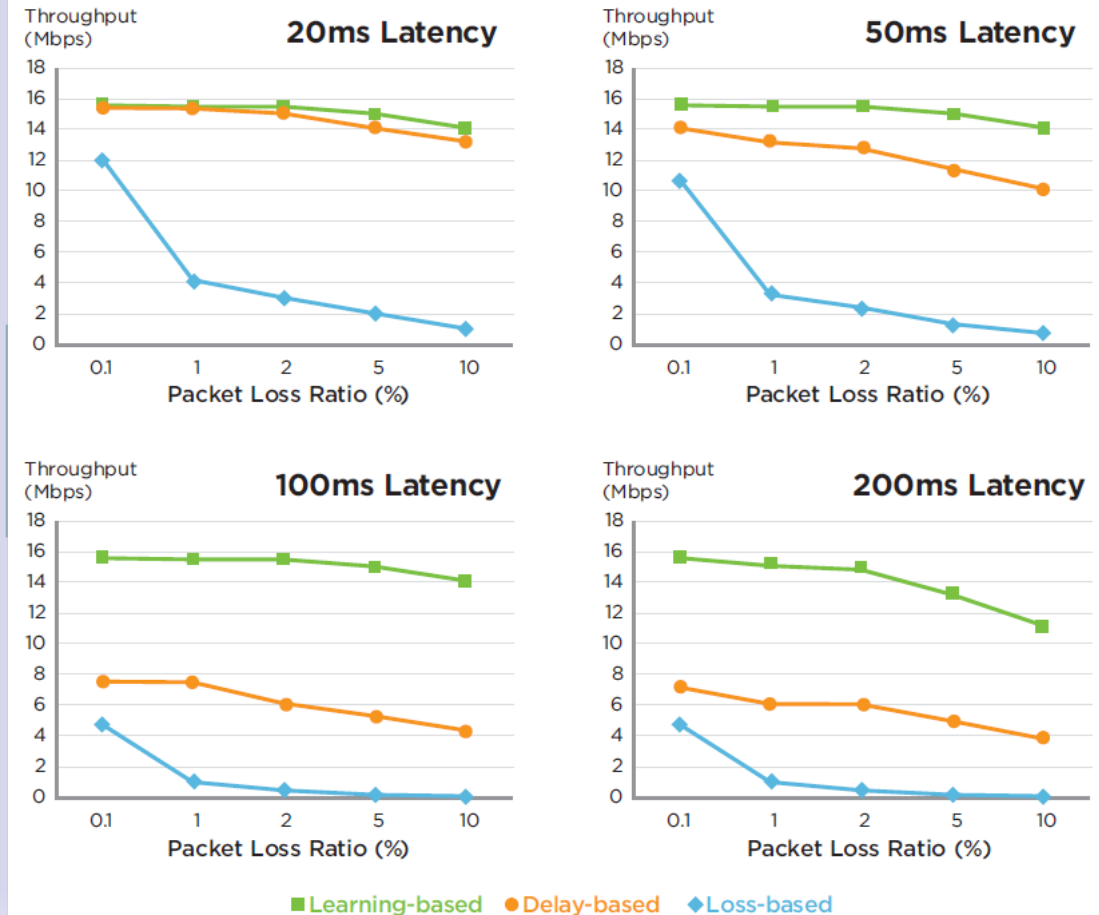 Throughput
(Mbps)
20ms Latency
18
16
14
12
10
8
6
4
2
0
0.1 1 2 5 10
Packet Loss Ratio (%)
Throughput
(Mbps)
50ms Latency
18
16
14
12
10
8
6
4
2
0
0.1 1 2 5 10
Packet Loss Ratio (%)
Throughput
(Mbps)
100ms Latency
18
16
14
12
10
8
6
4
2
0
0.1 1 2 5 10
Packet Loss Ratio (%)
Throughput
(Mbps)
200ms Latency
18
16
14
12
10
8
6
4
2
0
0.1 1 2 5 10
Packet Loss Ratio (%)
Learning-based Delay-based Loss-based